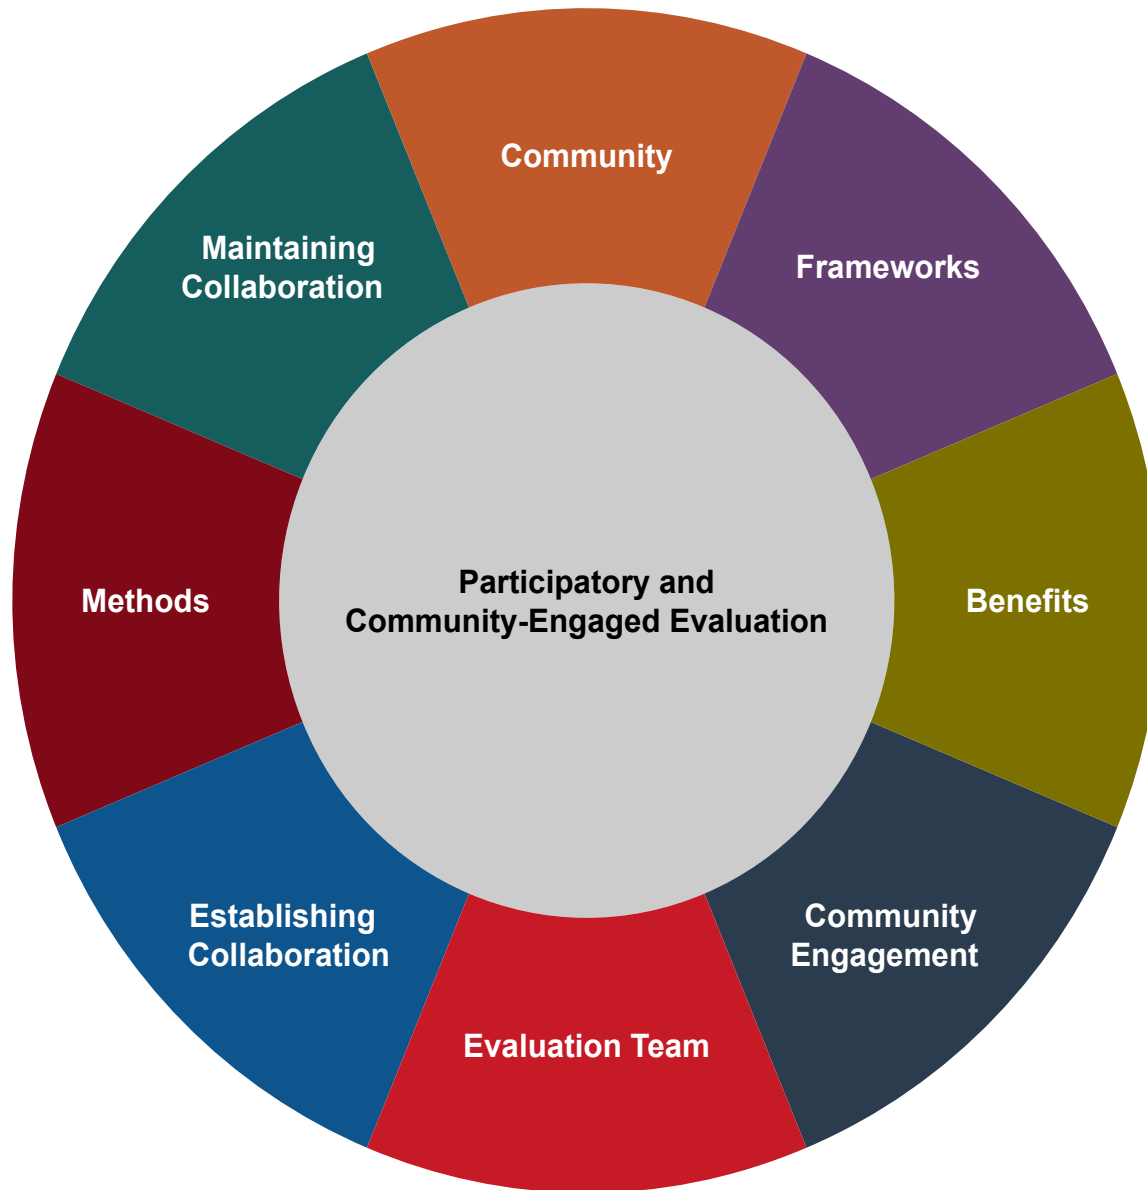 Community
Frameworks
Benefits
Community
Engagement
Evaluation Team
Establishing
Collaboration
Methods
Maintaining
Collaboration
Participatory and
Community-Engaged Evaluation